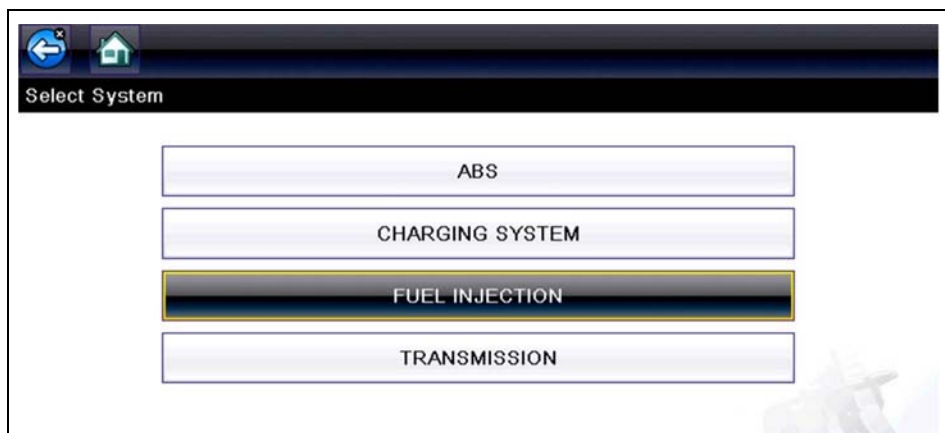 Select System
ABS
CHARGING SYSTEM
FUEL INJECTION
TRANSMISSION